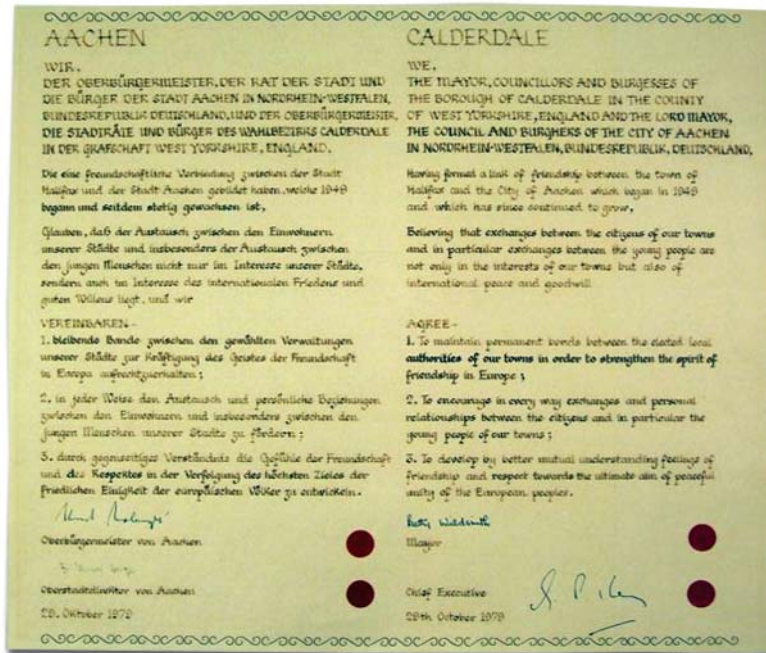 AACHEN
WIR,
DER OBERBÜRGERMEISTER, DER RAT DER STADT UND
DIE BÜRGER DER STADT AACHEN IN NORDRHEIN-WESTFALEN,
BUNDESREPUBLIK DEUTSCHLAND, UND DER OBERBÜRGERMEISTER,
DIE STADTRÄTE UND BÜRGER DES WAHLBEZIRKS CALDERDALE
IN DER GRAFSCHAFT WEST YORKSHIRE, ENGLAND.
Die eine freundschaftliche Verbindung zwischen der Stadt
Halifax und der Stadt Aachen gebildet haben, welche 1949
begann und seitdem stetig gewachsen ist,
Glauben, daß der Austausch zwischen den Einwohnern
unserer Städte und insbesonders der Austausch zwischen
den jungen Menschen nicht nur im Interesse unserer Städte,
sondern auch im Interesse des internationalen Friedens und
guten Willens liegt, und wir
VEREINBAREN-
1. bleibende Bande zwischen den gewählten Verwaltungen
unserer Städte zur Kräftigung des Geistes der Freundschaft
in Europa aufrechtzuerhalten;
2. in jeder Weise den Austausch und persönliche Beziehungen
zwischen den Einwohnern und insbesonders zwischen den
jungen Menschen unserer Städte zu fördern;
3. durch gegenseitiges Verständnis die Gefühle der Freundschaft
und des Respektes in der Verfolgung des höchsten Zieles der
friedlichen Einigkeit der europäischen Völker zu entwickeln.
Oberbürgermeister von Aachen
Oberstadtdirektor von Aachen
29. Oktober 1979
CALDERDALE
WE,
THE MAYOR, COUNCILLORS AND BURGESSES OF
THE BOROUGH OF CALDERDALE IN THE COUNTY
OF WEST YORKSHIRE, ENGLAND AND THE LORD MAYOR,
THE COUNCIL AND BURGHERS OF THE CITY OF AACHEN
IN NORDRHEIN-WESTFALEN, BUNDESREPUBLIK, DEUTSCHLAND,
Having formed a link of friendship between the town of
Halifax and the City of Aachen which began in 1949
and which has since continued to grow,
Believing that exchanges between the citizens of our towns
and in particular exchanges between the young people are
not only in the interests of our towns but also of
international peace and goodwill
AGREE-
1. To maintain permanent bonds between the elected local
authorities of our towns in order to strengthen the spirit of
friendship in Europe;
2. To encourage in every way exchanges and personal
relationships between the citizens and in particular the
young people of our towns;
3. To develop by better mutual understanding feelings of
friendship and respect towards the ultimate aim of peaceful
unity of the European peoples.
Mayor
Chief Executive
29th October 1979